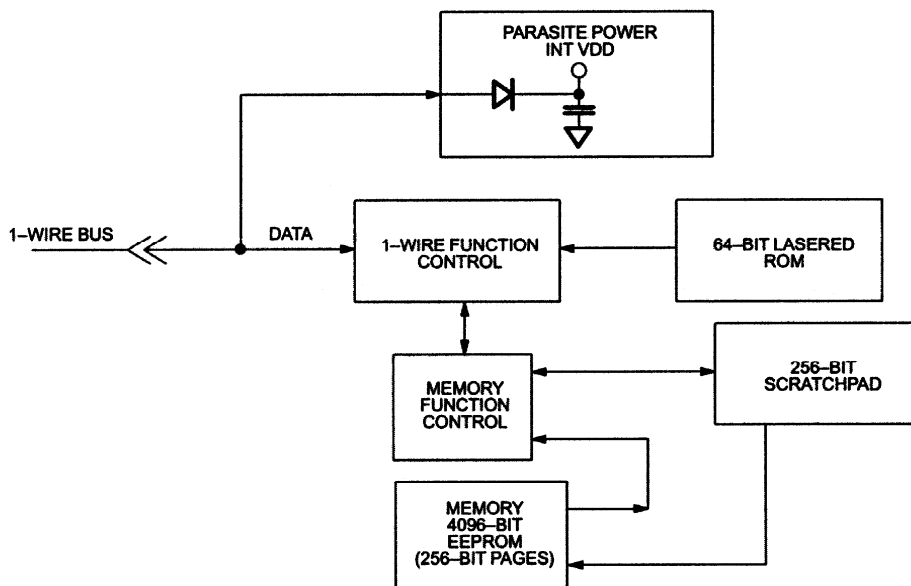 PARASITE POWER
INT VDD
1–WIRE BUS
DATA
1–WIRE FUNCTION
CONTROL
64–BIT LASERED
ROM
MEMORY
FUNCTION
CONTROL
256–BIT
SCRATCHPAD
MEMORY
4096–BIT
EEPROM
(256–BIT PAGES)